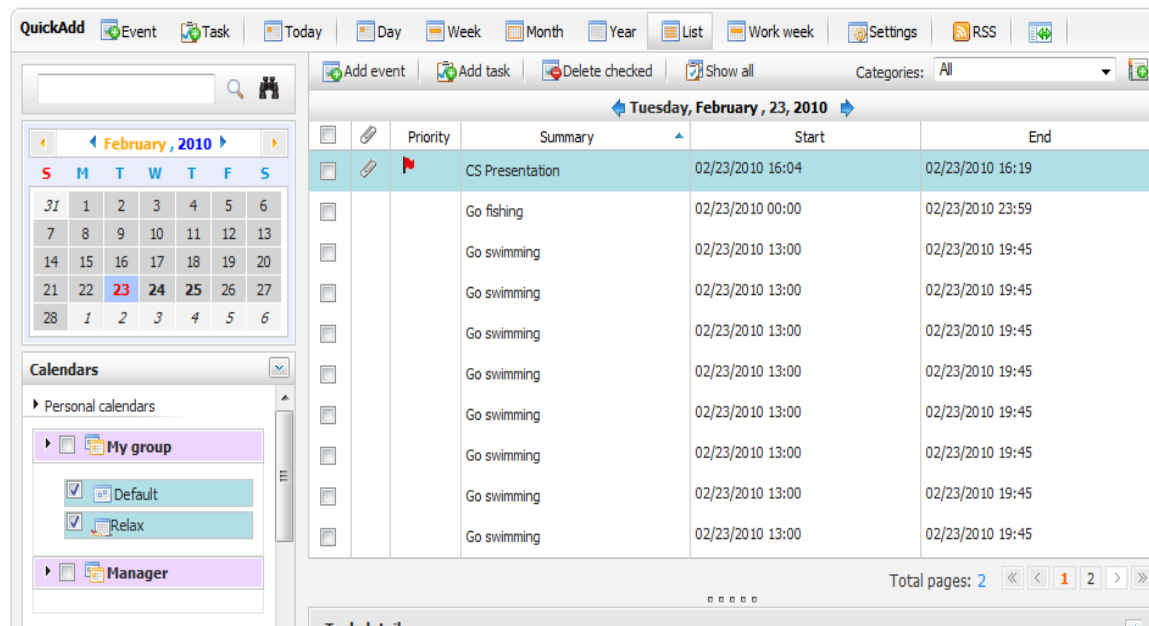 QuickAdd Event Task Today Day Week Month Year List Work week Settings RSS
Add event Add task Delete checked Show all Categories: All
Tuesday, February , 23, 2010
February , 2010
S M T W T F S
31 1 2 3 4 5 6
7 8 9 10 11 12 13
14 15 16 17 18 19 20
21 22 23 24 25 26 27
28 1 2 3 4 5 6
Calendars
Personal calendars
My group
Default
Relax
Manager
Priority Summary Start End
CS Presentation 02/23/2010 16:04 02/23/2010 16:19
Go fishing 02/23/2010 00:00 02/23/2010 23:59
Go swimming 02/23/2010 13:00 02/23/2010 19:45
Go swimming 02/23/2010 13:00 02/23/2010 19:45
Go swimming 02/23/2010 13:00 02/23/2010 19:45
Go swimming 02/23/2010 13:00 02/23/2010 19:45
Go swimming 02/23/2010 13:00 02/23/2010 19:45
Go swimming 02/23/2010 13:00 02/23/2010 19:45
Go swimming 02/23/2010 13:00 02/23/2010 19:45
Go swimming 02/23/2010 13:00 02/23/2010 19:45
Total pages: 2 « < 1 2 > »